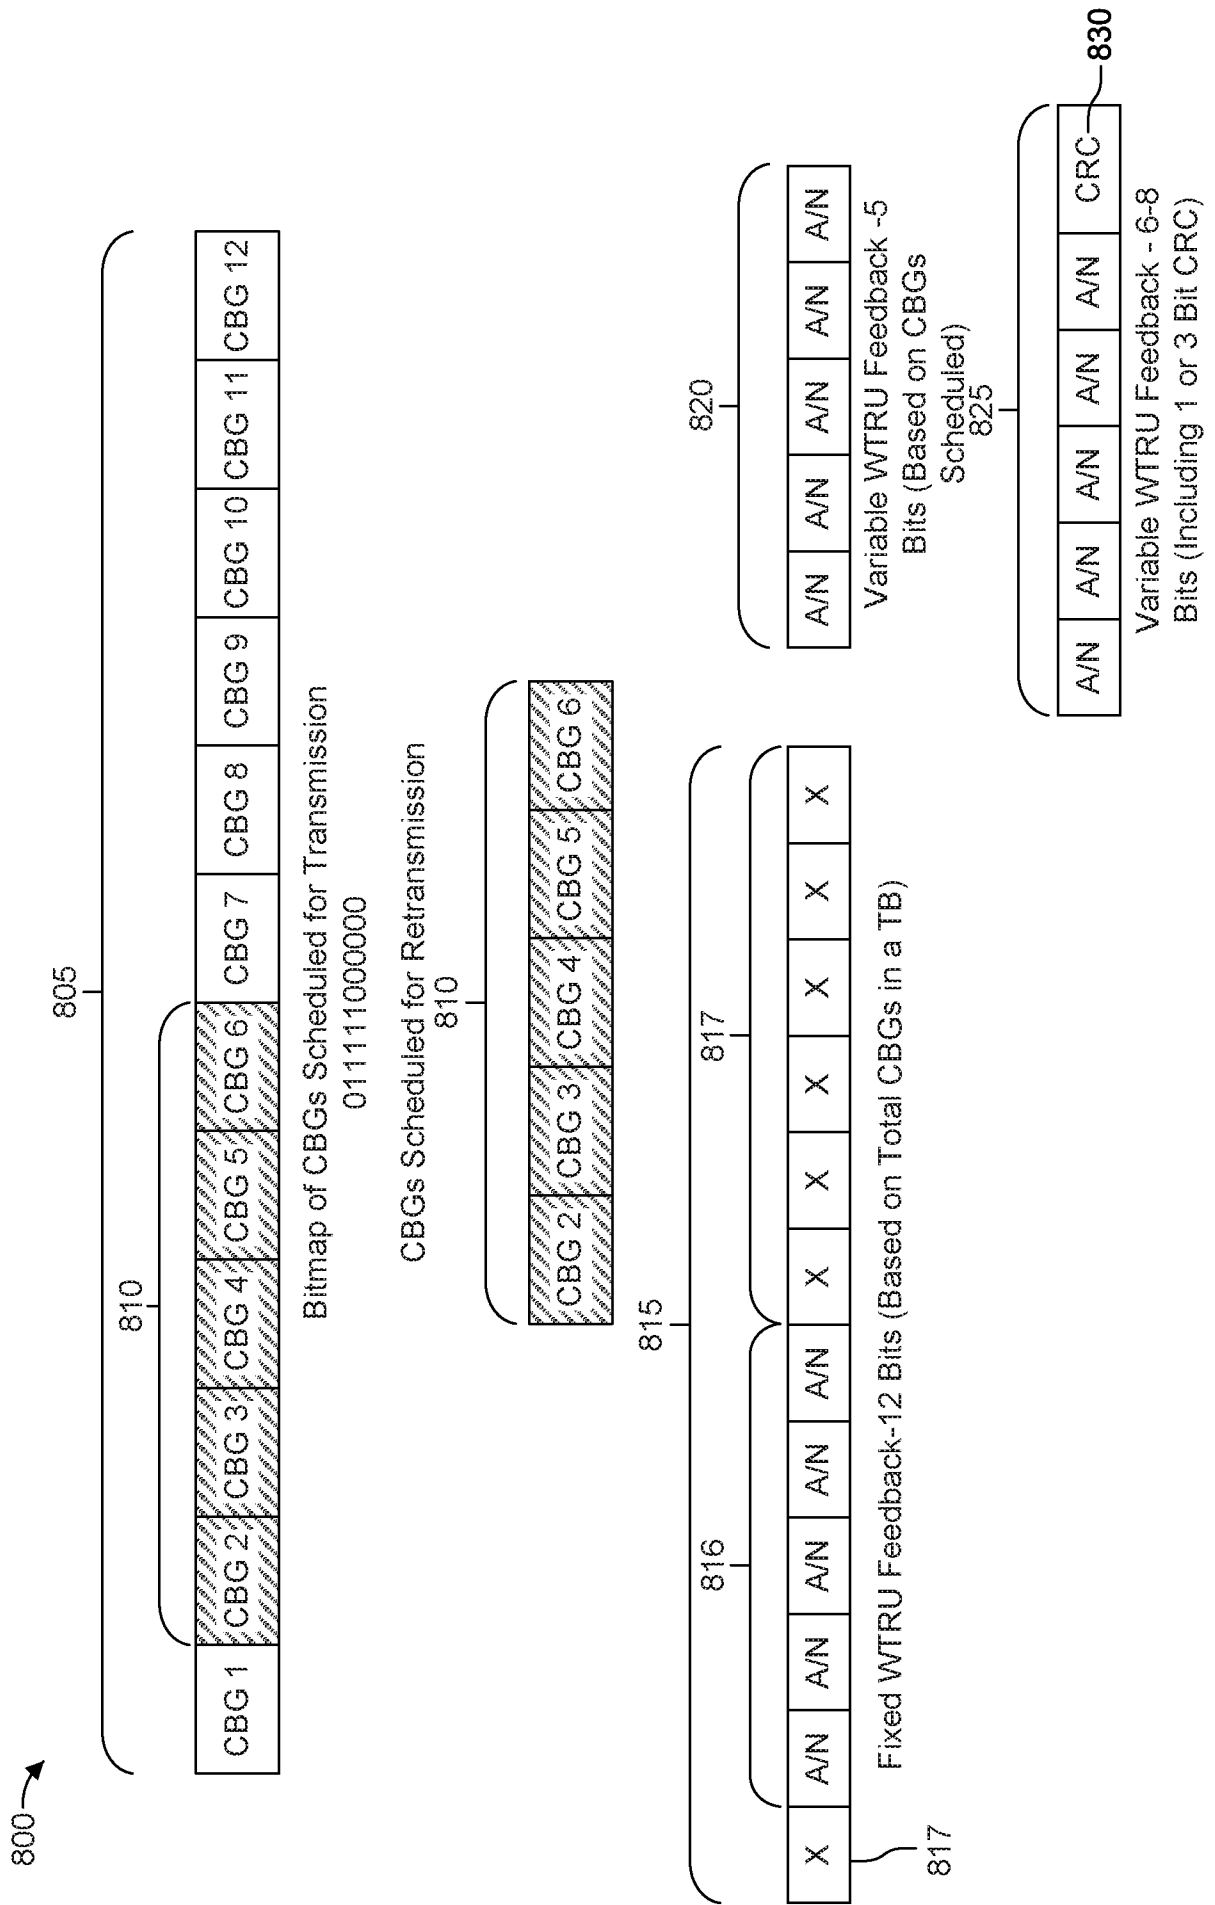 800
805
810
CBG 1 CBG 2 CBG 3 CBG 4 CBG 5 CBG 6 CBG 7 CBG 8 CBG 9 CBG 10 CBG 11 CBG 12
Bitmap of CBGs Scheduled for Transmission
011111000000
CBGs Scheduled for Retransmission
810
CBG 2 CBG 3 CBG 4 CBG 5 CBG 6
815
816 817
X A/N A/N A/N A/N A/N X X X X X X
817
Fixed WTRU Feedback-12 Bits (Based on Total CBGs in a TB)
820
A/N A/N A/N A/N A/N
Variable WTRU Feedback -5
Bits (Based on CBGs
Scheduled)
825
A/N A/N A/N A/N A/N CRC
830
Variable WTRU Feedback - 6-8
Bits (Including 1 or 3 Bit CRC)